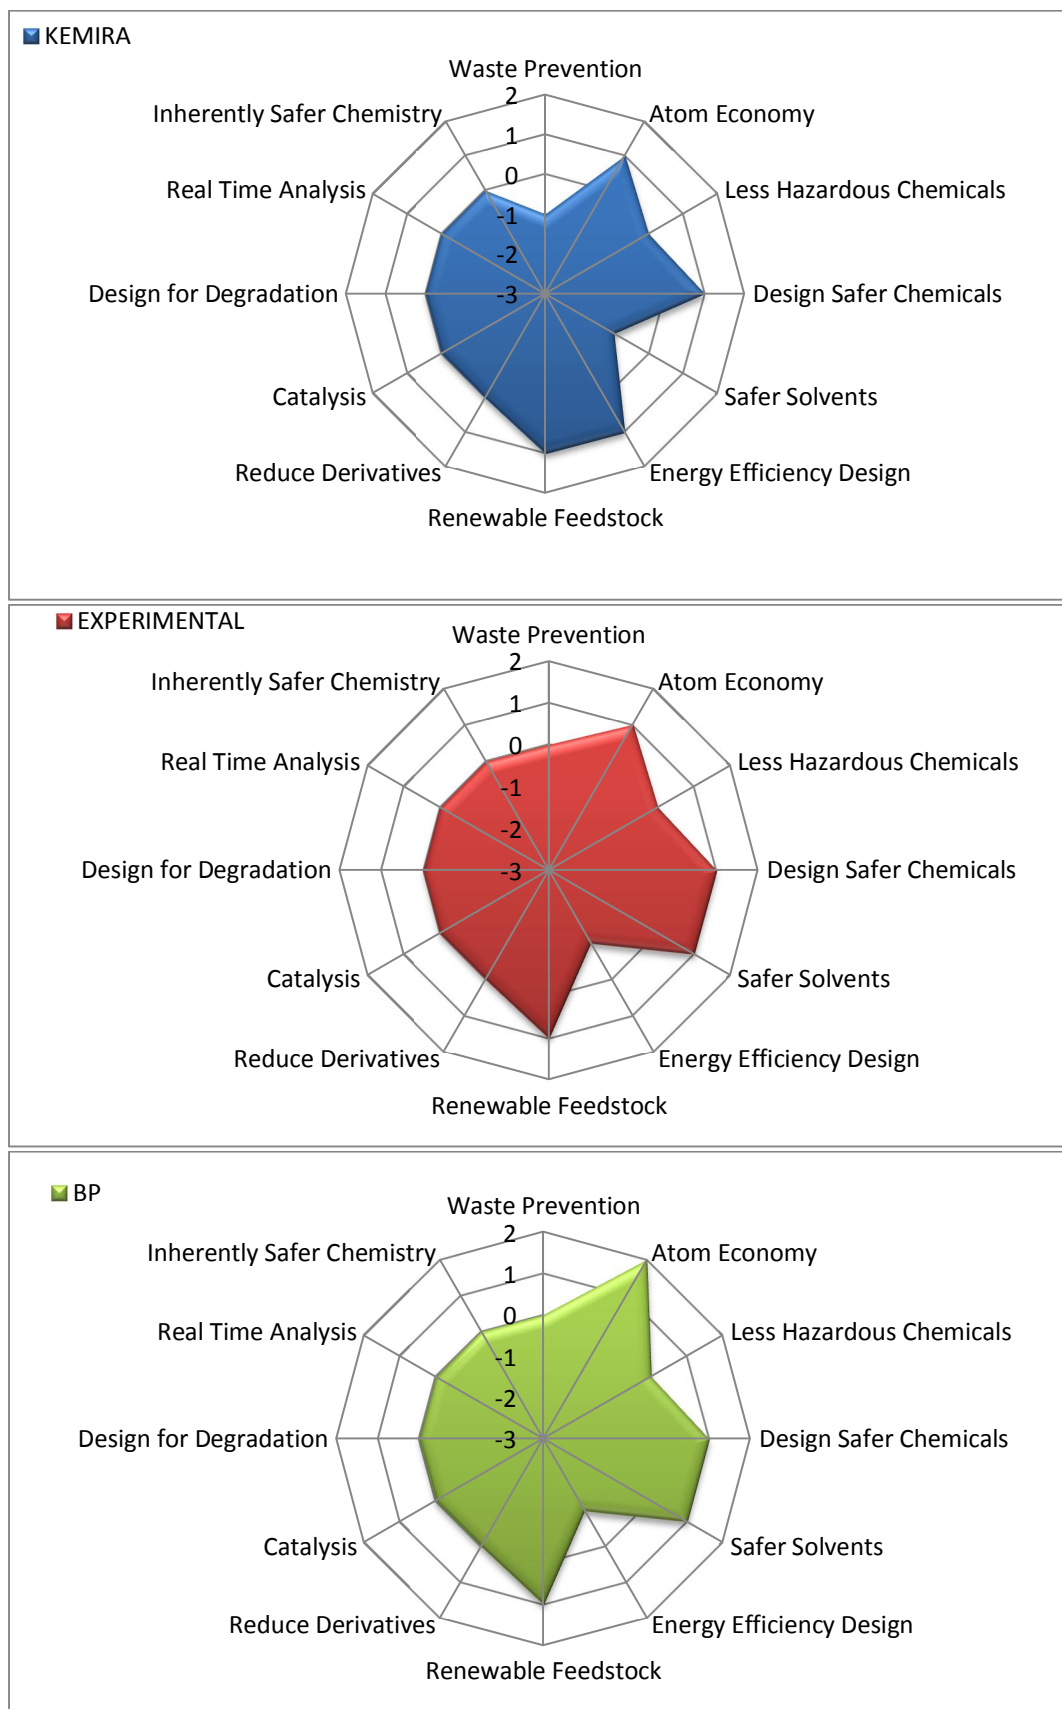 KEMIRA
Waste Prevention
2
Inherently Safer Chemistry
Atom Economy
1
Real Time Analysis
0
Less Hazardous Chemicals
-1
-2
Design for Degradation
-3
Design Safer Chemicals
Catalysis
Safer Solvents
Reduce Derivatives
Energy Efficiency Design
Renewable Feedstock
EXPERIMENTAL
Waste Prevention
2
Inherently Safer Chemistry
Atom Economy
1
Real Time Analysis
0
Less Hazardous Chemicals
-1
-2
Design for Degradation
-3
Design Safer Chemicals
Catalysis
Safer Solvents
Reduce Derivatives
Energy Efficiency Design
Renewable Feedstock
BP
Waste Prevention
2
Inherently Safer Chemistry
Atom Economy
1
Real Time Analysis
0
Less Hazardous Chemicals
-1
-2
Design for Degradation
-3
Design Safer Chemicals
Catalysis
Safer Solvents
Reduce Derivatives
Energy Efficiency Design
Renewable Feedstock